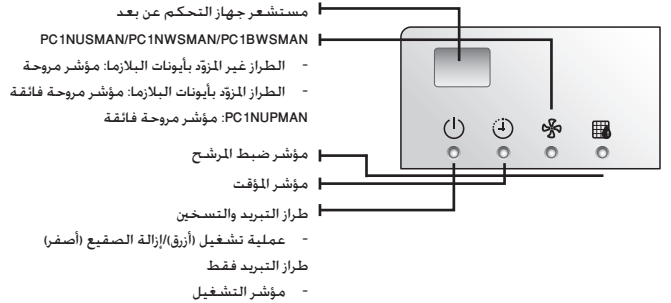 مستشعر جهاز التحكم عن بعد
PC1NUSMAN/PC1NWSMAN/PC1BWSMAN
- الطراز غير المزوّد بأيونات البلازما: مؤشر مروحة
- الطراز المزوّد بأيونات البلازما: مؤشر مروحة فائقة
PC1NUPMAN: مؤشر مروحة فائقة
مؤشر ضبط المرشح
مؤشر المؤقت
طراز التبريد والتسخين
- عملية تشغيل (أزرق)/إزالة الصقيع (أصفر)
طراز التبريد فقط
- مؤشر التشغيل